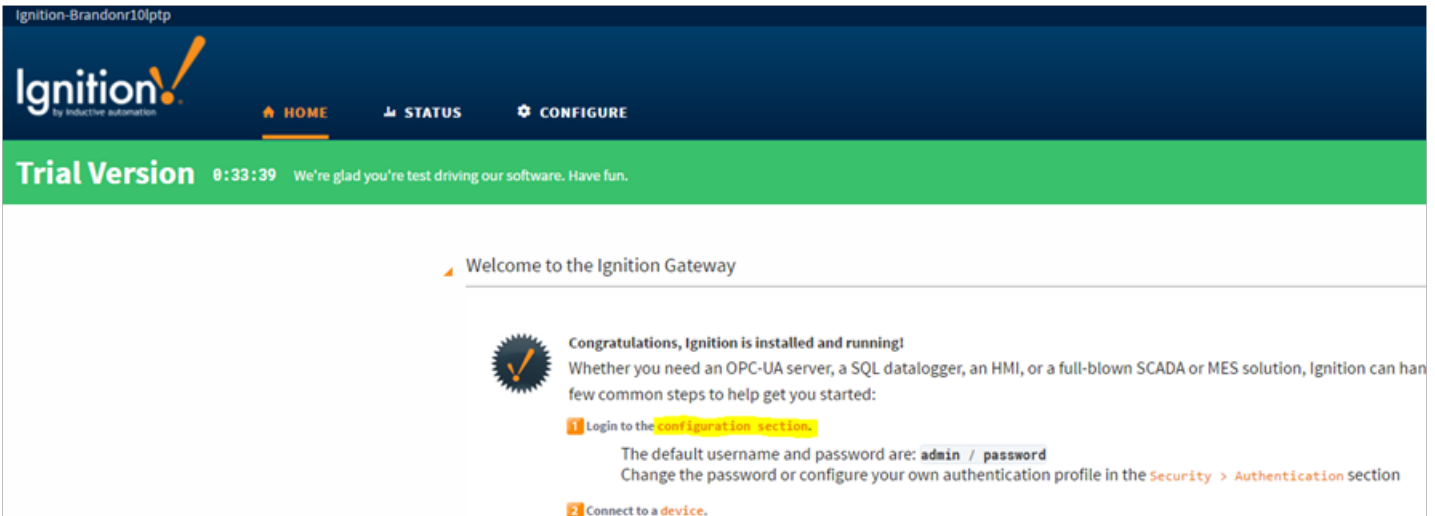 Ignition-Brandonr10lptp
Ignition!
by inductive automation
HOME STATUS CONFIGURE
Trial Version 0:33:39 We're glad you're test driving our software. Have fun.
Welcome to the Ignition Gateway
Congratulations, Ignition is installed and running!
Whether you need an OPC-UA server, a SQL datalogger, an HMI, or a full-blown SCADA or MES solution, Ignition can han
few common steps to help get you started:
1 Login to the configuration section.
The default username and password are: admin / password
Change the password or configure your own authentication profile in the Security > Authentication section
2 Connect to a device.